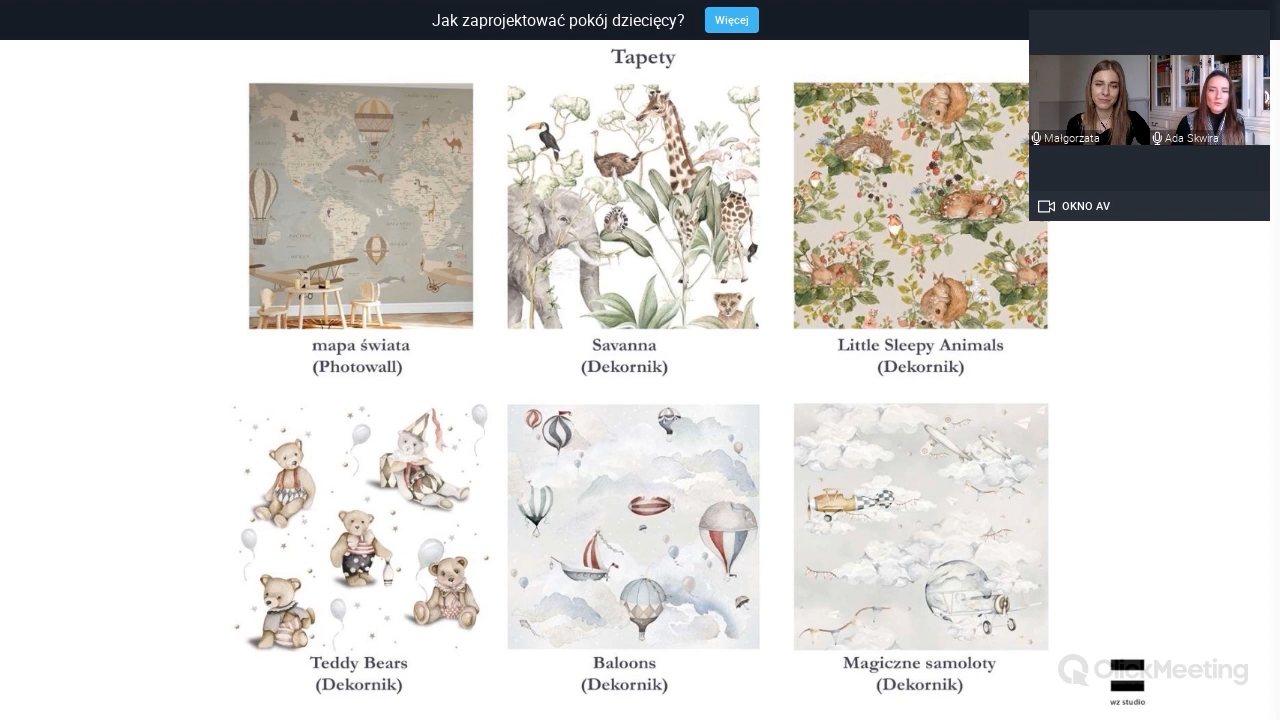 Jak zaprojektować pokój dziecięcy?
Więcej
Małgorzata
Ada Skwira
OKNO AV
Tapety
mapa świata
(Photowall)
Savanna
(Dekornik)
Little Sleepy Animals
(Dekornik)
Teddy Bears
(Dekornik)
Baloons
(Dekornik)
Magiczne samoloty
(Dekornik)
ClickMeeting
wz studio